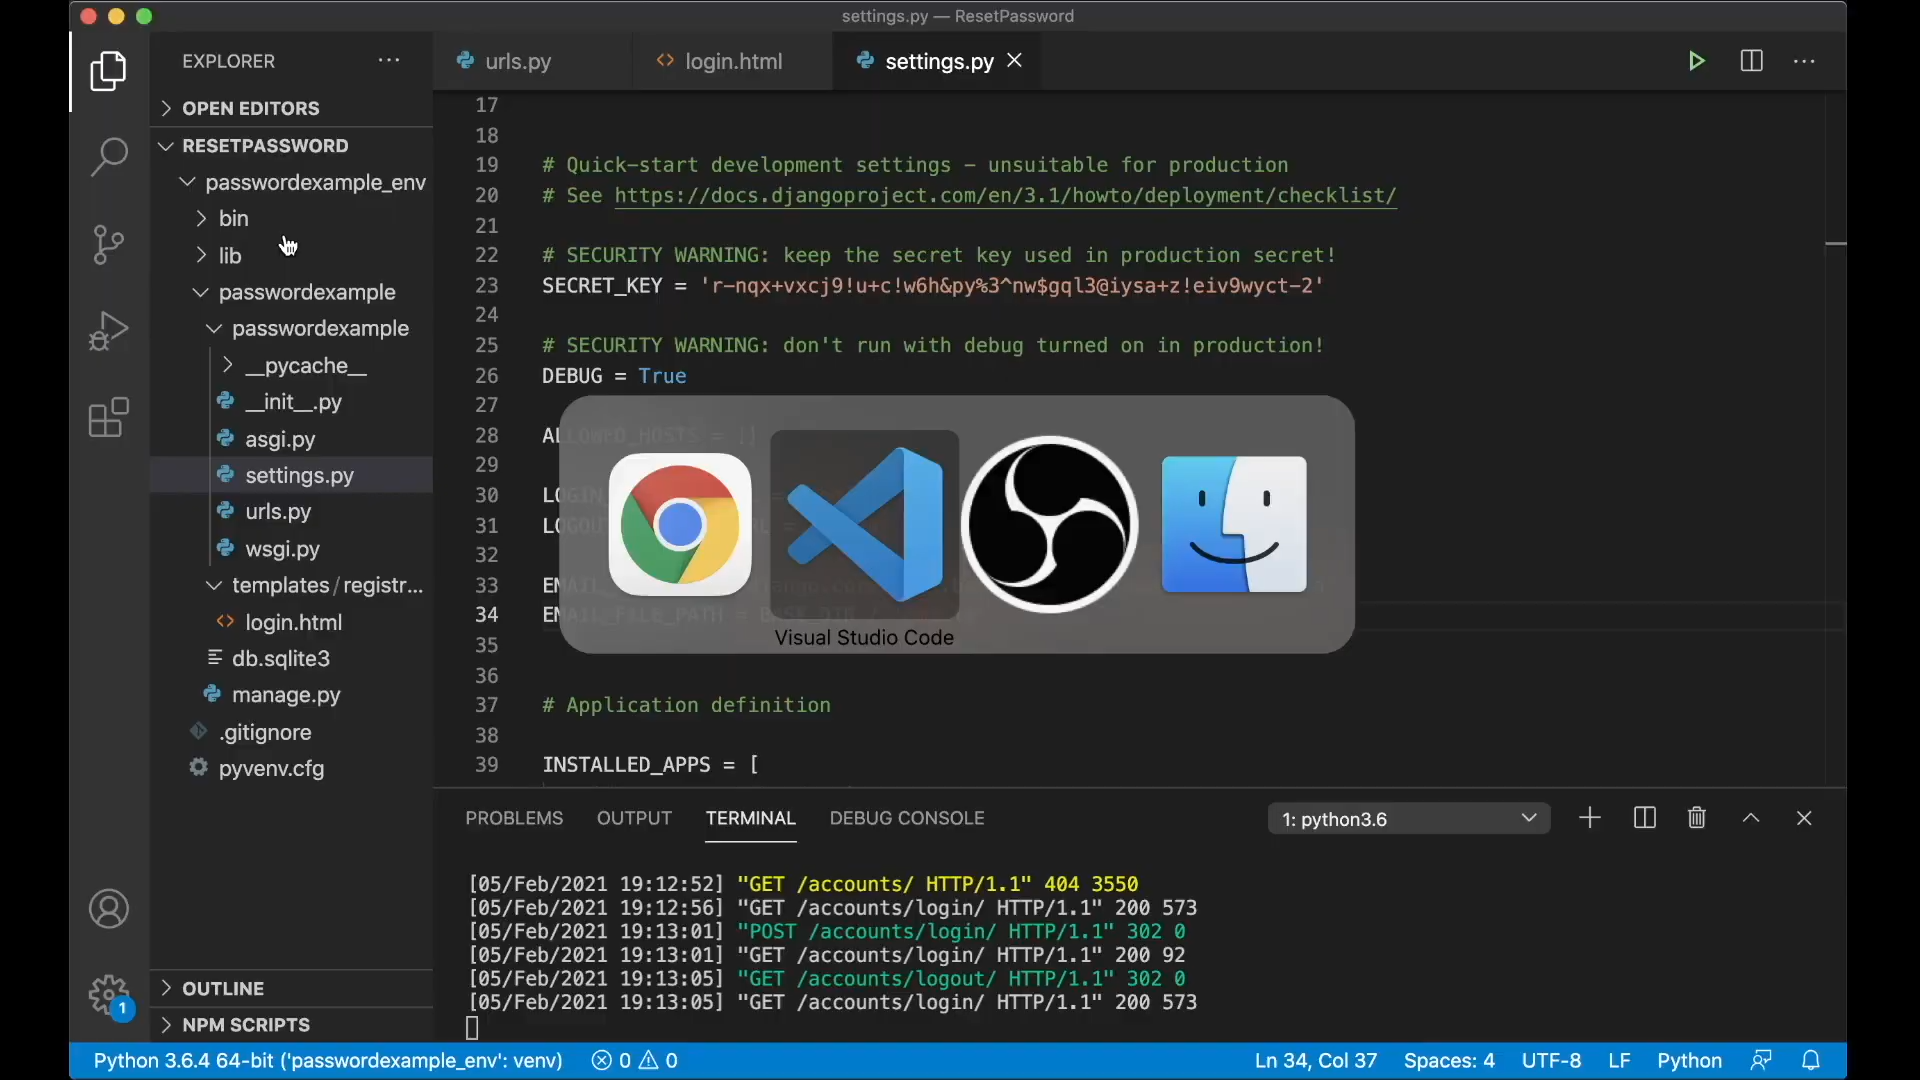 settings.py — ResetPassword
EXPLORER
urls.py
login.html
settings.py
OPEN EDITORS
RESETPASSWORD
passwordexample_env
bin
lib
passwordexample
passwordexample
__pycache__
__init__.py
asgi.py
settings.py
urls.py
wsgi.py
templates/registr...
login.html
db.sqlite3
manage.py
.gitignore
pyvenv.cfg
OUTLINE
NPM SCRIPTS
17
18
19 # Quick-start development settings - unsuitable for production
20 # See https://docs.djangoproject.com/en/3.1/howto/deployment/checklist/
21
22 # SECURITY WARNING: keep the secret key used in production secret!
23 SECRET_KEY = 'r-nqx+vxcj9!u+c!w6h&py%3^nw$gql3@iysa+z!eiv9wyct-2'
24
25 # SECURITY WARNING: don't run with debug turned on in production!
26 DEBUG = True
27
28 ALLOWED_HOSTS = []
29
30
31
32
33
34 EMAIL_FILE_PATH = BASE_DIR
35
36
37 # Application definition
38
39 INSTALLED_APPS = [
Visual Studio Code
PROBLEMS OUTPUT TERMINAL DEBUG CONSOLE
1: python3.6
[05/Feb/2021 19:12:52] "GET /accounts/ HTTP/1.1" 404 3550
[05/Feb/2021 19:12:56] "GET /accounts/login/ HTTP/1.1" 200 573
[05/Feb/2021 19:13:01] "POST /accounts/login/ HTTP/1.1" 302 0
[05/Feb/2021 19:13:01] "GET /accounts/login/ HTTP/1.1" 200 92
[05/Feb/2021 19:13:05] "GET /accounts/logout/ HTTP/1.1" 302 0
[05/Feb/2021 19:13:05] "GET /accounts/login/ HTTP/1.1" 200 573
1
Python 3.6.4 64-bit ('passwordexample_env': venv) 0 0 Ln 34, Col 37 Spaces: 4 UTF-8 LF Python